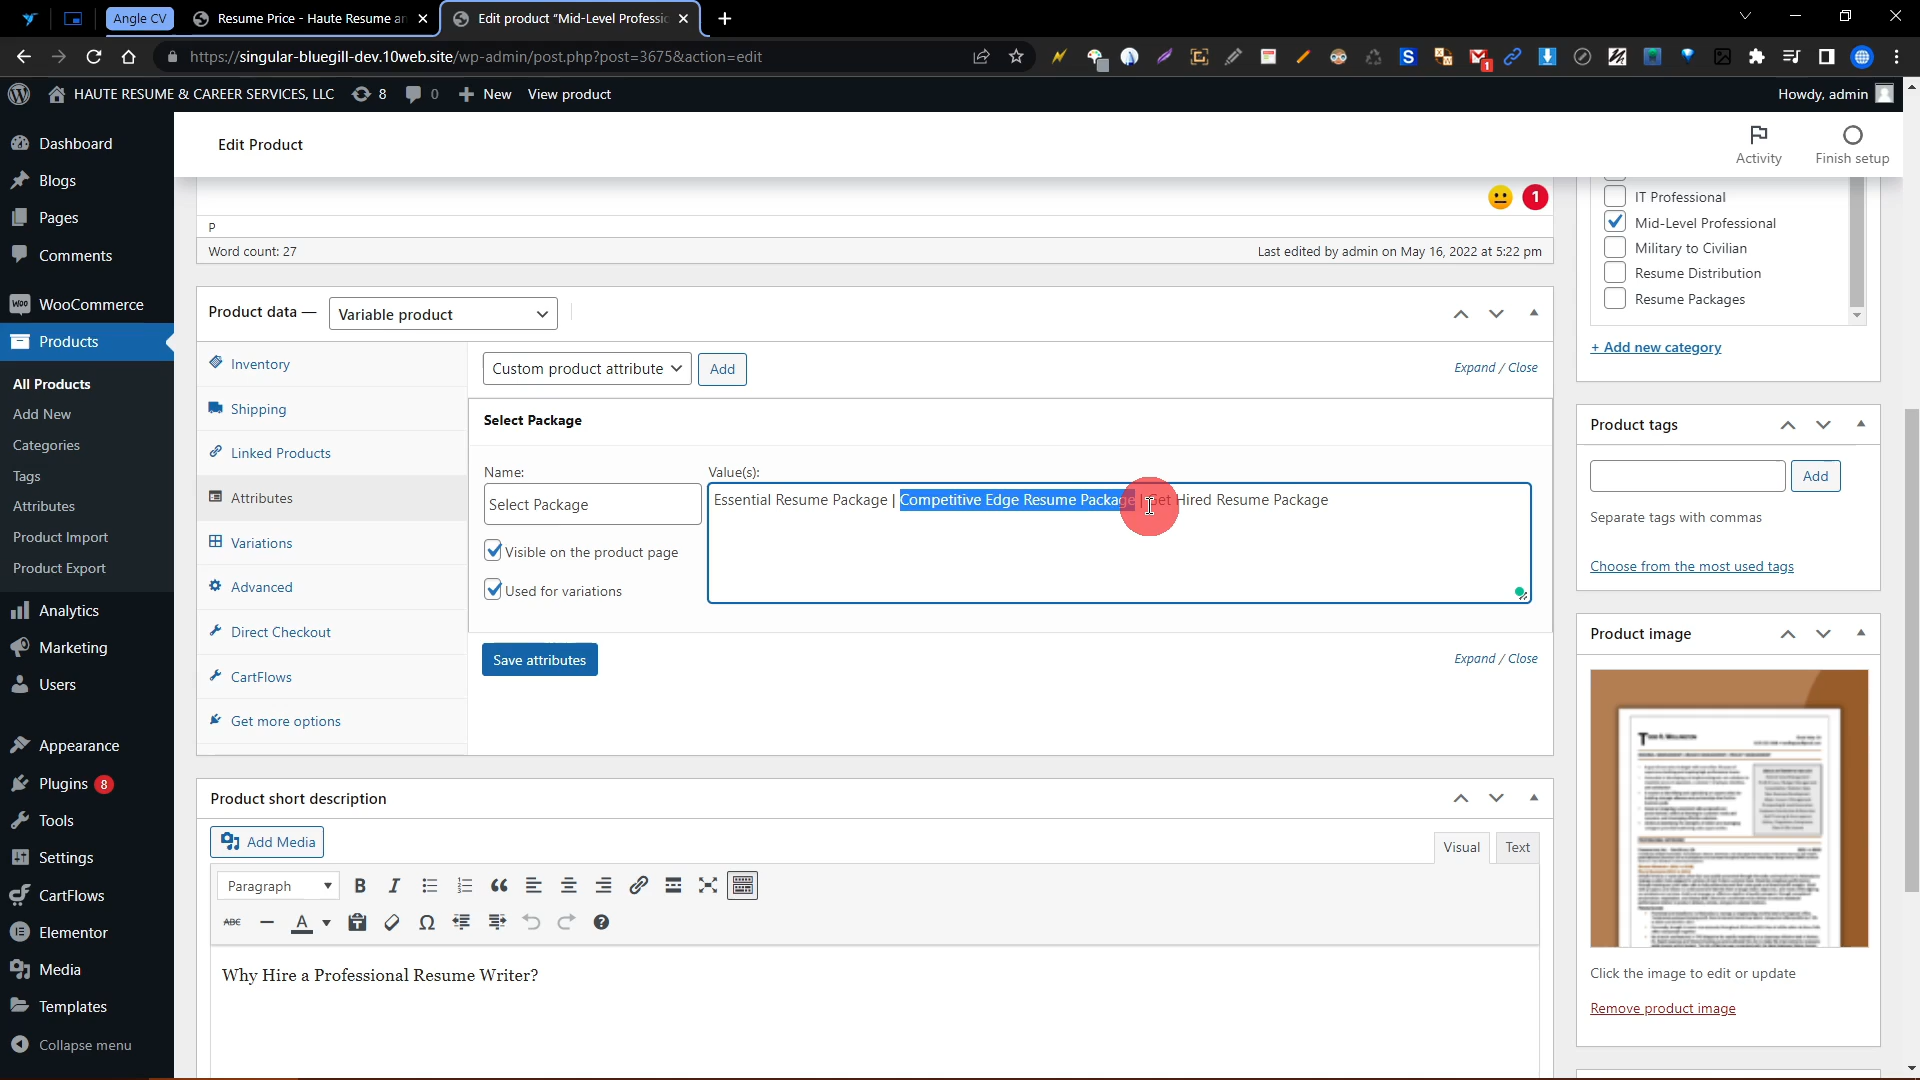 Angle CV
Resume Price - Haute Resume an
Edit product "Mid-Level Professio
https://singular-bluegill-dev.10web.site/wp-admin/post.php?post=3675&action=edit
HAUTE RESUME & CAREER SERVICES, LLC
8
0
New
View product
Howdy, admin
Dashboard
Blogs
Pages
Comments
WooCommerce
Products
All Products
Add New
Categories
Tags
Attributes
Product Import
Product Export
Analytics
Marketing
Users
Appearance
Plugins 8
Tools
Settings
CartFlows
Elementor
Media
Templates
Collapse menu
Edit Product
Activity
Finish setup
1
P
Word count: 27
Last edited by admin on May 16, 2022 at 5:22 pm
Product data —
Variable product
Inventory
Shipping
Linked Products
Attributes
Variations
Advanced
Direct Checkout
CartFlows
Get more options
Custom product attribute
Add
Expand / Close
Select Package
Name:
Value(s):
Select Package
Essential Resume Package | Competitive Edge Resume Package | Get Hired Resume Package
Visible on the product page
Used for variations
Save attributes
Expand / Close
Product short description
Add Media
Visual
Text
Paragraph
Why Hire a Professional Resume Writer?
IT Professional
Mid-Level Professional
Military to Civilian
Resume Distribution
Resume Packages
+ Add new category
Product tags
Add
Separate tags with commas
Choose from the most used tags
Product image
Click the image to edit or update
Remove product image